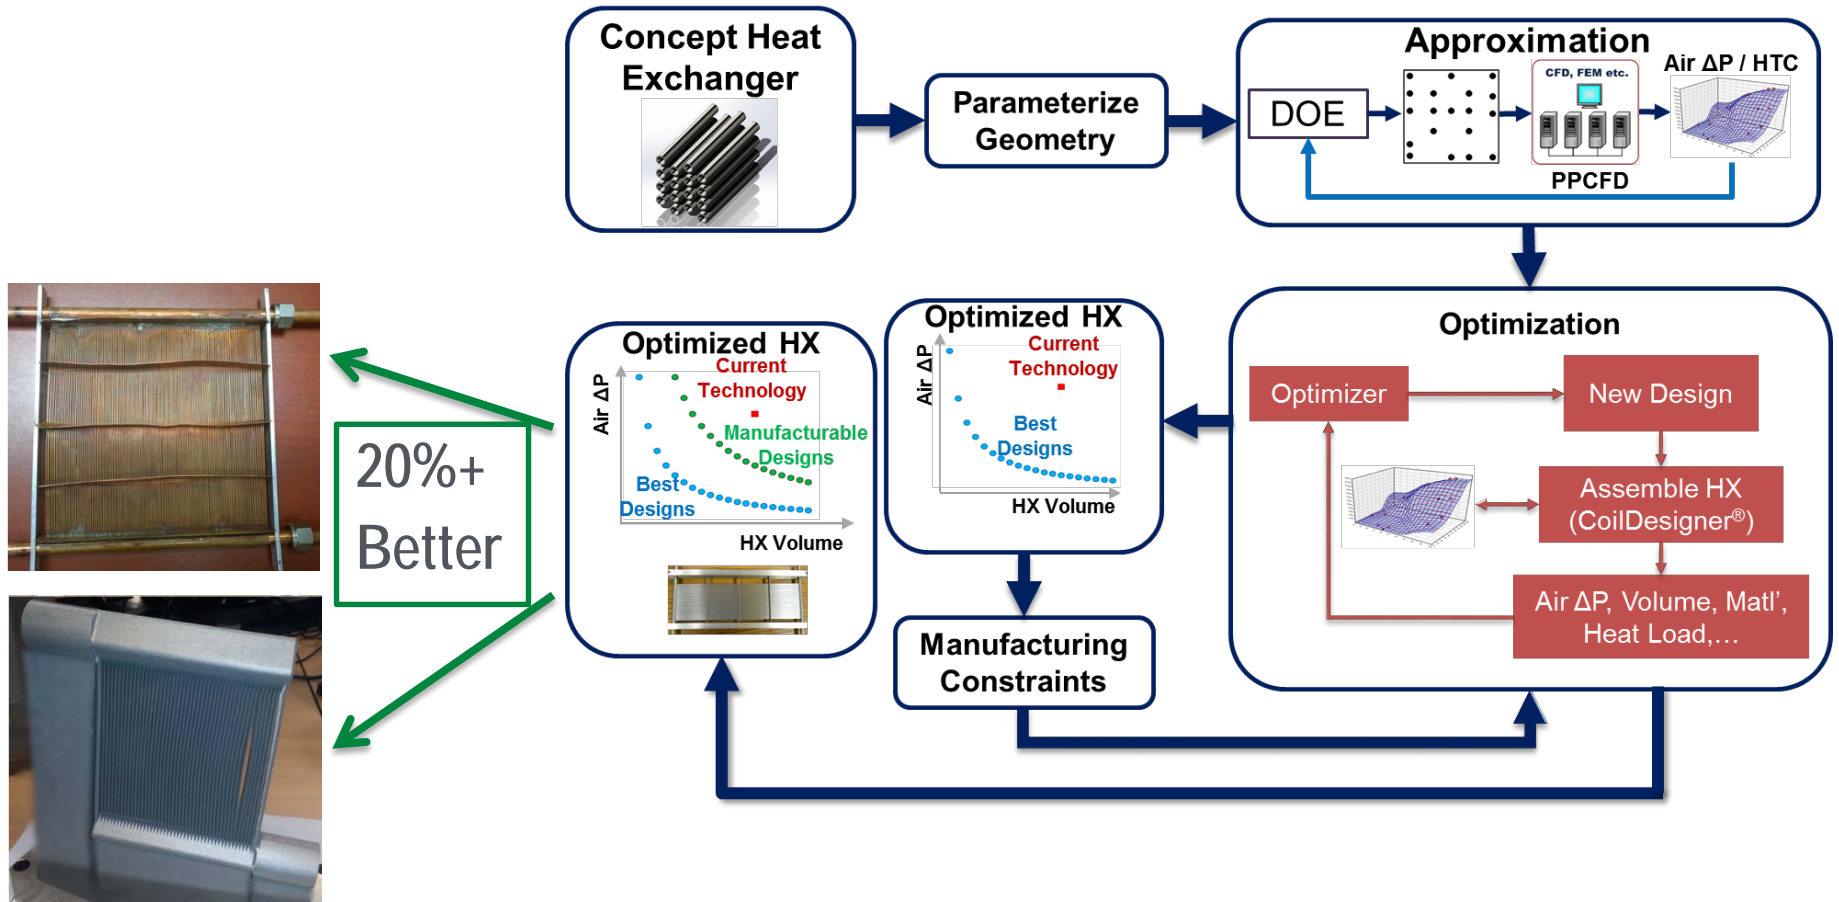 Concept Heat
Exchanger
Parameterize
Geometry
Approximation
DOE
CFD, FEM etc.
PPCFD
Air ΔP / HTC
Optimization
Optimizer
New Design
Assemble HX
(CoilDesigner®)
Air ΔP, Volume, Matl’,
Heat Load,…
Optimized HX
Air ΔP
Current
Technology
Best
Designs
HX Volume
Manufacturing
Constraints
Optimized HX
Air ΔP
Current
Technology
Manufacturable
Designs
Best
Designs
HX Volume
20%+
Better